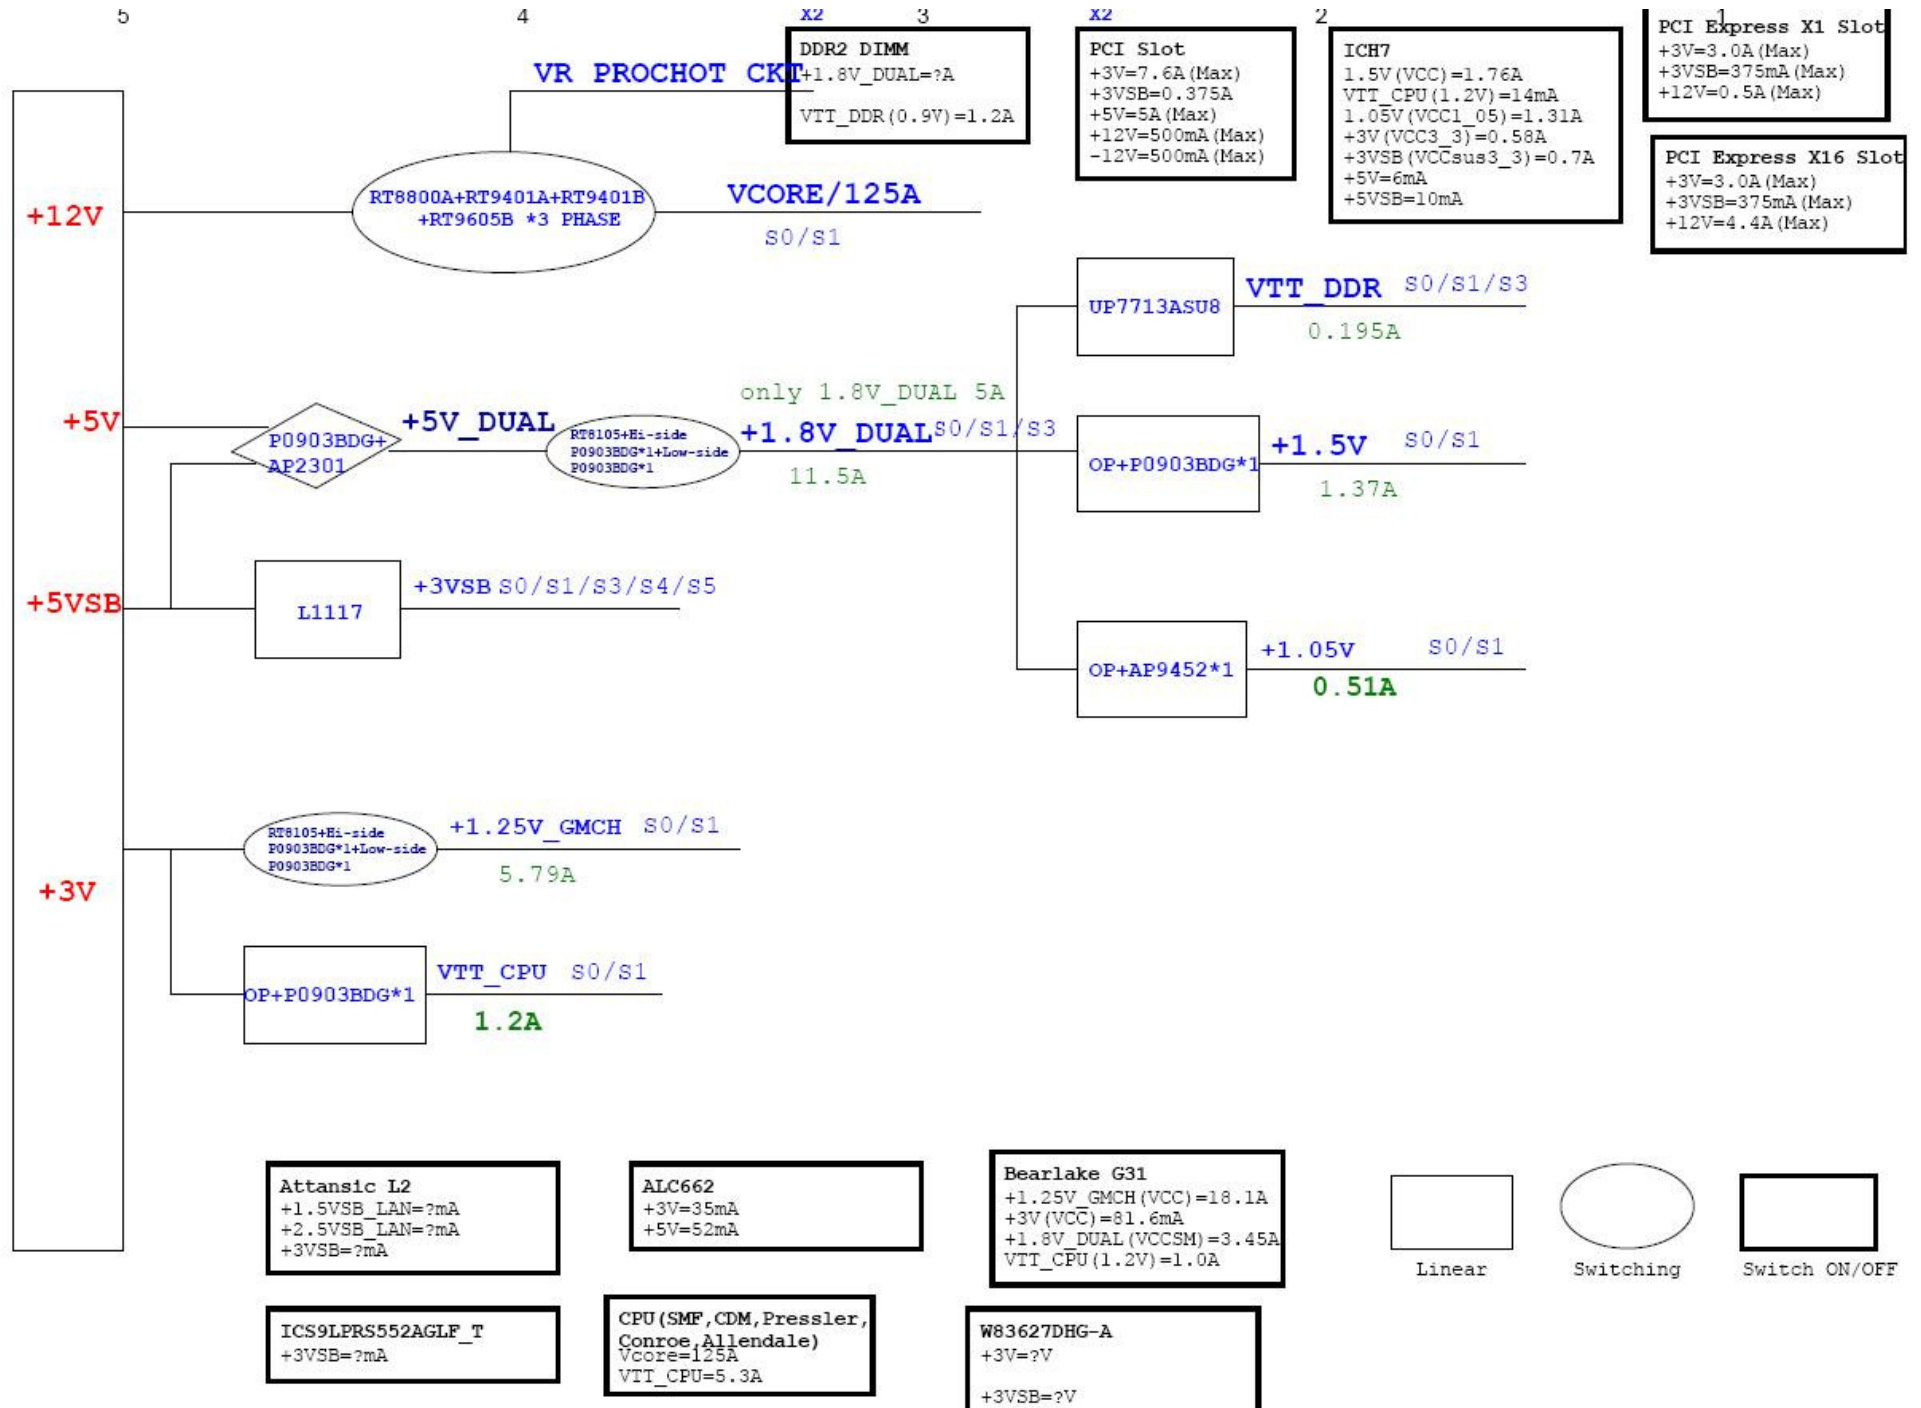 5
4
X2
3
X2
2
1
DDR2 DIMM
+1.8V_DUAL=?A
VTT_DDR(0.9V)=1.2A
PCI Slot
+3V=7.6A(Max)
+3VSB=0.375A
+5V=5A(Max)
+12V=500mA(Max)
-12V=500mA(Max)
ICH7
1.5V(VCC)=1.76A
VTT_CPU(1.2V)=14mA
1.05V(VCC1_05)=1.31A
+3V(VCC3_3)=0.58A
+3VSB(VCCsus3_3)=0.7A
+5V=6mA
+5VSB=10mA
PCI Express X1 Slot
+3V=3.0A(Max)
+3VSB=375mA(Max)
+12V=0.5A(Max)
PCI Express X16 Slot
+3V=3.0A(Max)
+3VSB=375mA(Max)
+12V=4.4A(Max)
VR PROCHOT CKT
+12V
RT8800A+RT9401A+RT9401B
+RT9605B *3 PHASE
VCORE/125A
S0/S1
UP7713ASU8
VTT_DDR S0/S1/S3
0.195A
+5V
P0903BDG+
AP2301
+5V_DUAL
RT8105+Hi-side
P0903BDG*1+Low-side
P0903BDG*1
only 1.8V_DUAL 5A
+1.8V_DUAL S0/S1/S3
11.5A
OP+P0903BDG*1
+1.5V S0/S1
1.37A
+5VSB
L1117
+3VSB S0/S1/S3/S4/S5
OP+AP9452*1
+1.05V S0/S1
0.51A
+3V
RT8105+Hi-side
P0903BDG*1+Low-side
P0903BDG*1
+1.25V_GMCH S0/S1
5.79A
OP+P0903BDG*1
VTT_CPU S0/S1
1.2A
Attansic L2
+1.5VSB_LAN=?mA
+2.5VSB_LAN=?mA
+3VSB=?mA
ALC662
+3V=35mA
+5V=52mA
Bearlake G31
+1.25V_GMCH(VCC)=18.1A
+3V(VCC)=81.6mA
+1.8V_DUAL(VCCSM)=3.45A
VTT_CPU(1.2V)=1.0A
Linear
Switching
Switch ON/OFF
ICS9LPRS552AGLF_T
+3VSB=?mA
CPU(SMF,CDM,Pressler,
Conroe,Allendale)
Vcore=125A
VTT_CPU=5.3A
W83627DHG-A
+3V=?V
+3VSB=?V